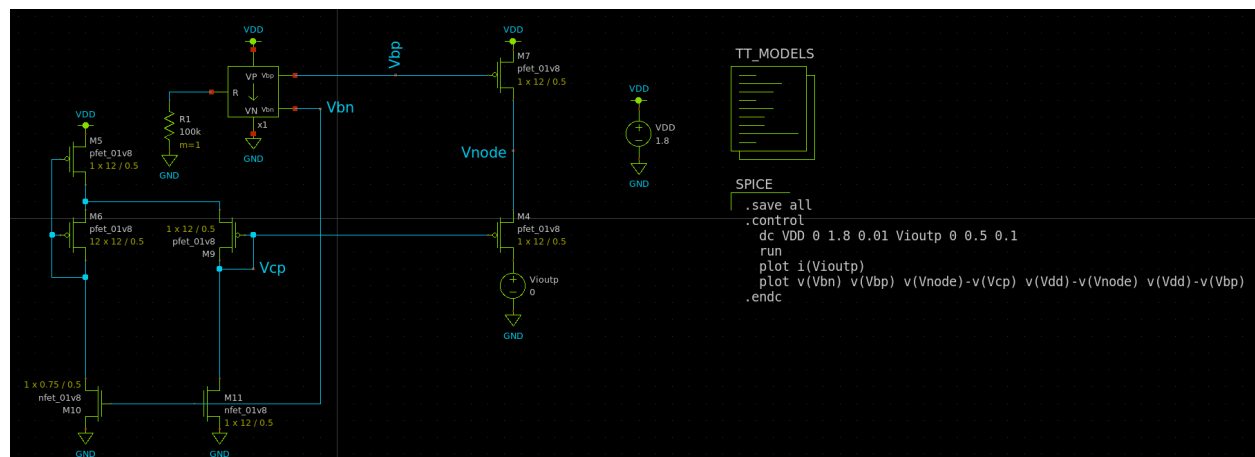 VDD
VP Vbp
R
VN Vbn
x1
GND
R1
100k
m=1
GND
Vbp
Vbn
VDD
M7
pfet_01v8
1 x 12 / 0.5
Vnode
VDD
VDD
1.8
GND
TT_MODELS
VDD
M5
pfet_01v8
1 x 12 / 0.5
M6
pfet_01v8
12 x 12 / 0.5
1 x 12 / 0.5
pfet_01v8
M9
Vcp
M4
pfet_01v8
1 x 12 / 0.5
Vioutp
0
GND
SPICE
.save all
.control
dc VDD 0 1.8 0.01 Vioutp 0 0.5 0.1
run
plot i(Vioutp)
plot v(Vbn) v(Vbp) v(Vnode)-v(Vcp) v(Vdd)-v(Vnode) v(Vdd)-v(Vbp)
.endc
1 x 0.75 / 0.5
nfet_01v8
M10
GND
M11
nfet_01v8
1 x 12 / 0.5
GND